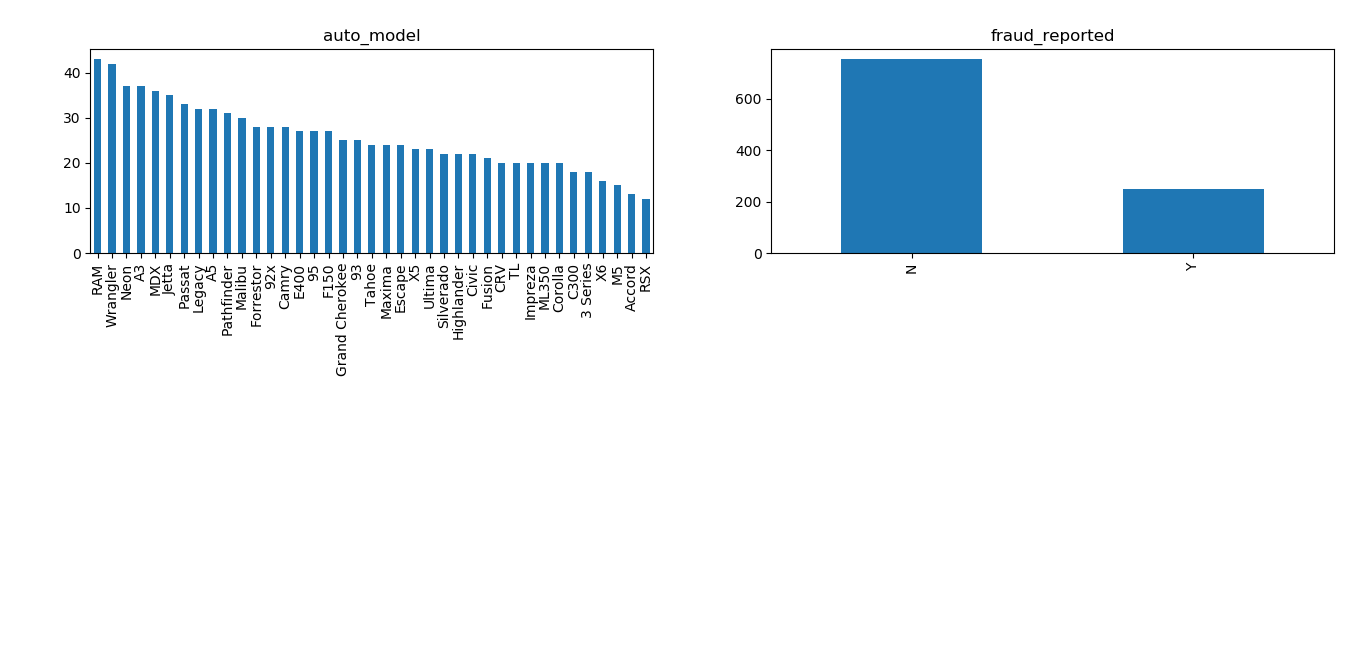 auto_model
40
30
20
10
0
RAM
Wrangler
Neon
A3
MDX
Jetta
Passat
Legacy
A5
Pathfinder
Malibu
Forrestor
92x
Camry
E400
95
F150
Grand Cherokee
93
Tahoe
Maxima
Escape
X5
Ultima
Silverado
Highlander
Civic
Fusion
CRV
TL
Impreza
ML350
Corolla
C300
3 Series
X6
M5
Accord
RSX
fraud_reported
600
400
200
0
N
Y